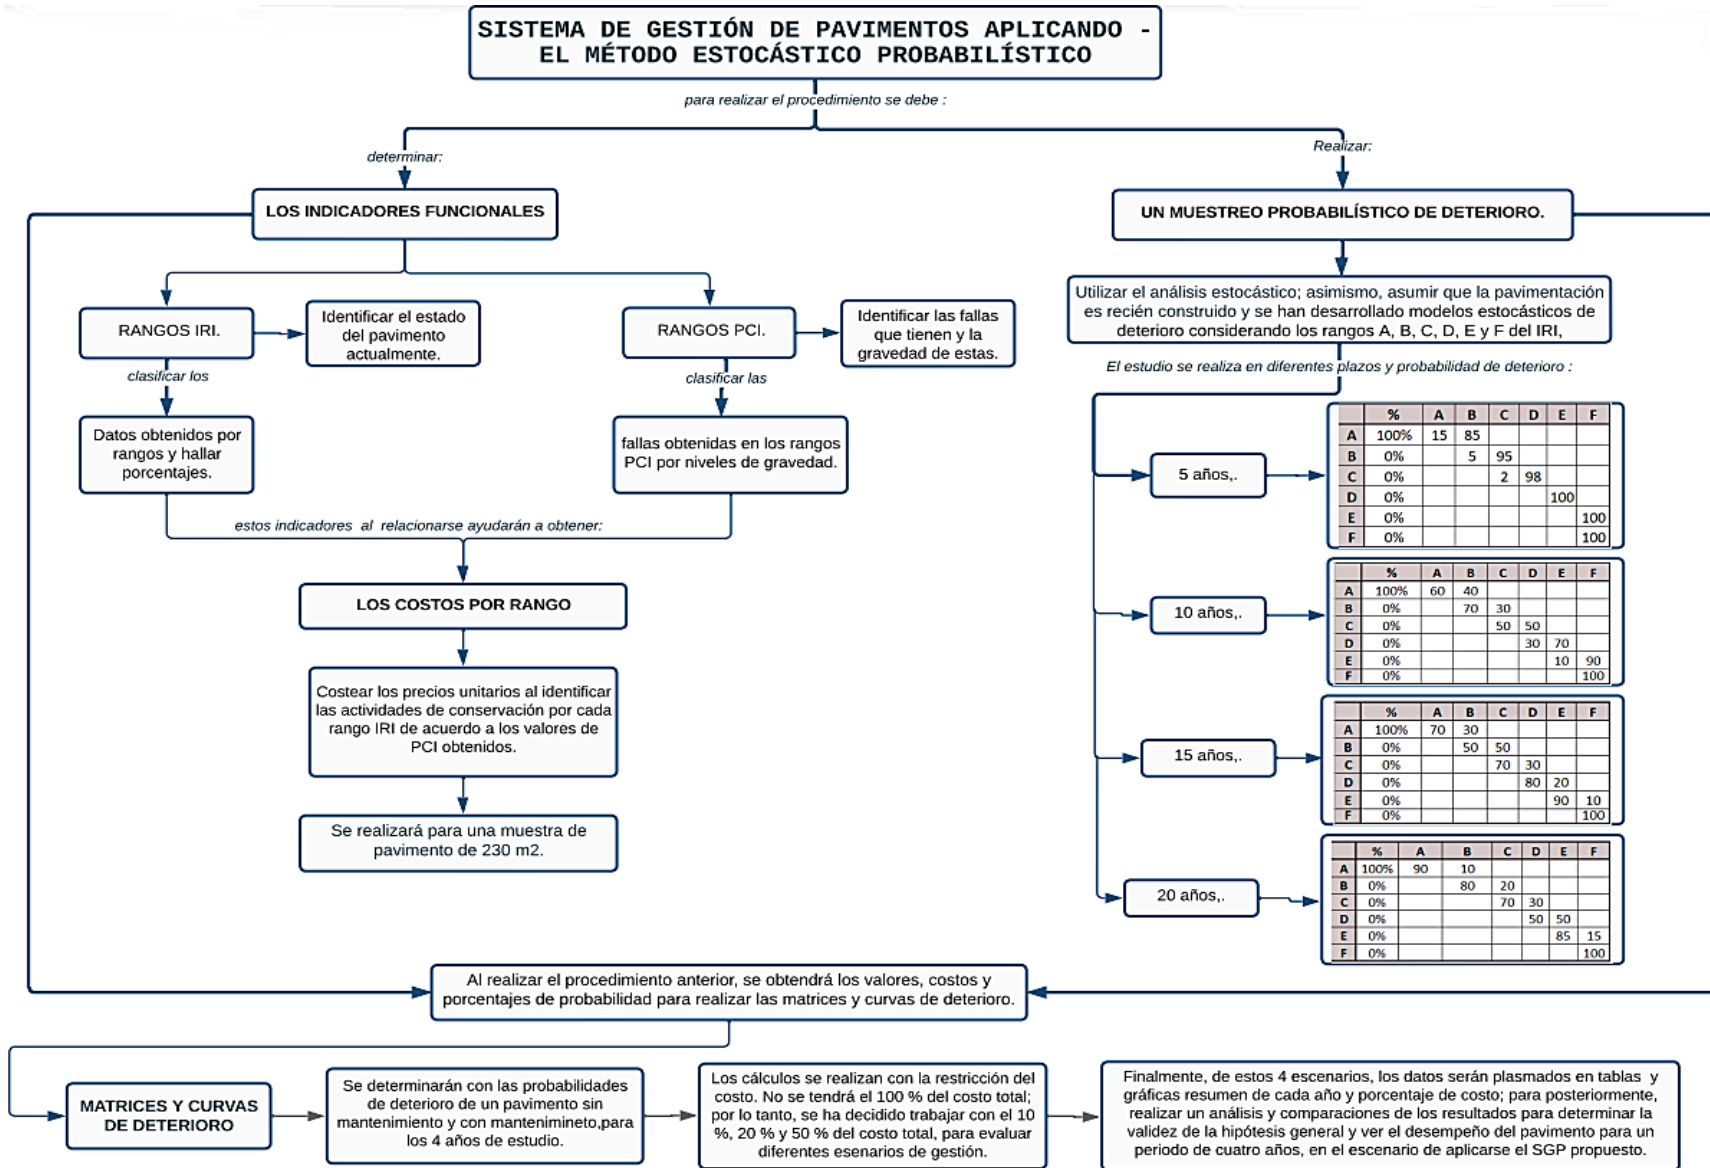 SISTEMA DE GESTIÓN DE PAVIMENTOS APLICANDO -
EL MÉTODO ESTOCÁSTICO PROBABILÍSTICO
para realizar el procedimiento se debe :
determinar:
LOS INDICADORES FUNCIONALES
RANGOS IRI.
Identificar el estado
del pavimento
actualmente.
clasificar los
Datos obtenidos por
rangos y hallar
porcentajes.
RANGOS PCI.
Identificar las fallas
que tienen y la
gravedad de estas.
clasificar las
fallas obtenidas en los rangos
PCI por niveles de gravedad.
estos indicadores al relacionarse ayudarán a obtener:
LOS COSTOS POR RANGO
Costear los precios unitarios al identificar
las actividades de conservación por cada
rango IRI de acuerdo a los valores de
PCI obtenidos.
Se realizará para una muestra de
pavimento de 230 m2.
Realizar:
UN MUESTREO PROBABILÍSTICO DE DETERIORO.
Utilizar el análisis estocástico; asimismo, asumir que la pavimentación
es recién construido y se han desarrollado modelos estocásticos de
deterioro considerando los rangos A, B, C, D, E y F del IRI,
El estudio se realiza en diferentes plazos y probabilidad de deterioro :
5 años,.
% A B C D E F
A 100% 15 85
B 0% 5 95
C 0% 2 98
D 0% 100
E 0% 100
F 0% 100
10 años,.
% A B C D E F
A 100% 60 40
B 0% 70 30
C 0% 50 50
D 0% 30 70
E 0% 10 90
F 0% 100
15 años,.
% A B C D E F
A 100% 70 30
B 0% 50 50
C 0% 70 30
D 0% 80 20
E 0% 90 10
F 0% 100
20 años,.
% A B C D E F
A 100% 90 10
B 0% 80 20
C 0% 70 30
D 0% 50 50
E 0% 85 15
F 0% 100
Al realizar el procedimiento anterior, se obtendrá los valores, costos y
porcentajes de probabilidad para realizar las matrices y curvas de deterioro.
MATRICES Y CURVAS
DE DETERIORO
Se determinarán con las probabilidades
de deterioro de un pavimento sin
mantenimiento y con mantenimineto,para
los 4 años de estudio.
Los cálculos se realizan con la restricción del
costo. No se tendrá el 100 % del costo total;
por lo tanto, se ha decidido trabajar con el 10
%, 20 % y 50 % del costo total, para evaluar
diferentes esenarios de gestión.
Finalmente, de estos 4 escenarios, los datos serán plasmados en tablas y
gráficas resumen de cada año y porcentaje de costo; para posteriormente,
realizar un análisis y comparaciones de los resultados para determinar la
validez de la hipótesis general y ver el desempeño del pavimento para un
periodo de cuatro años, en el escenario de aplicarse el SGP propuesto.